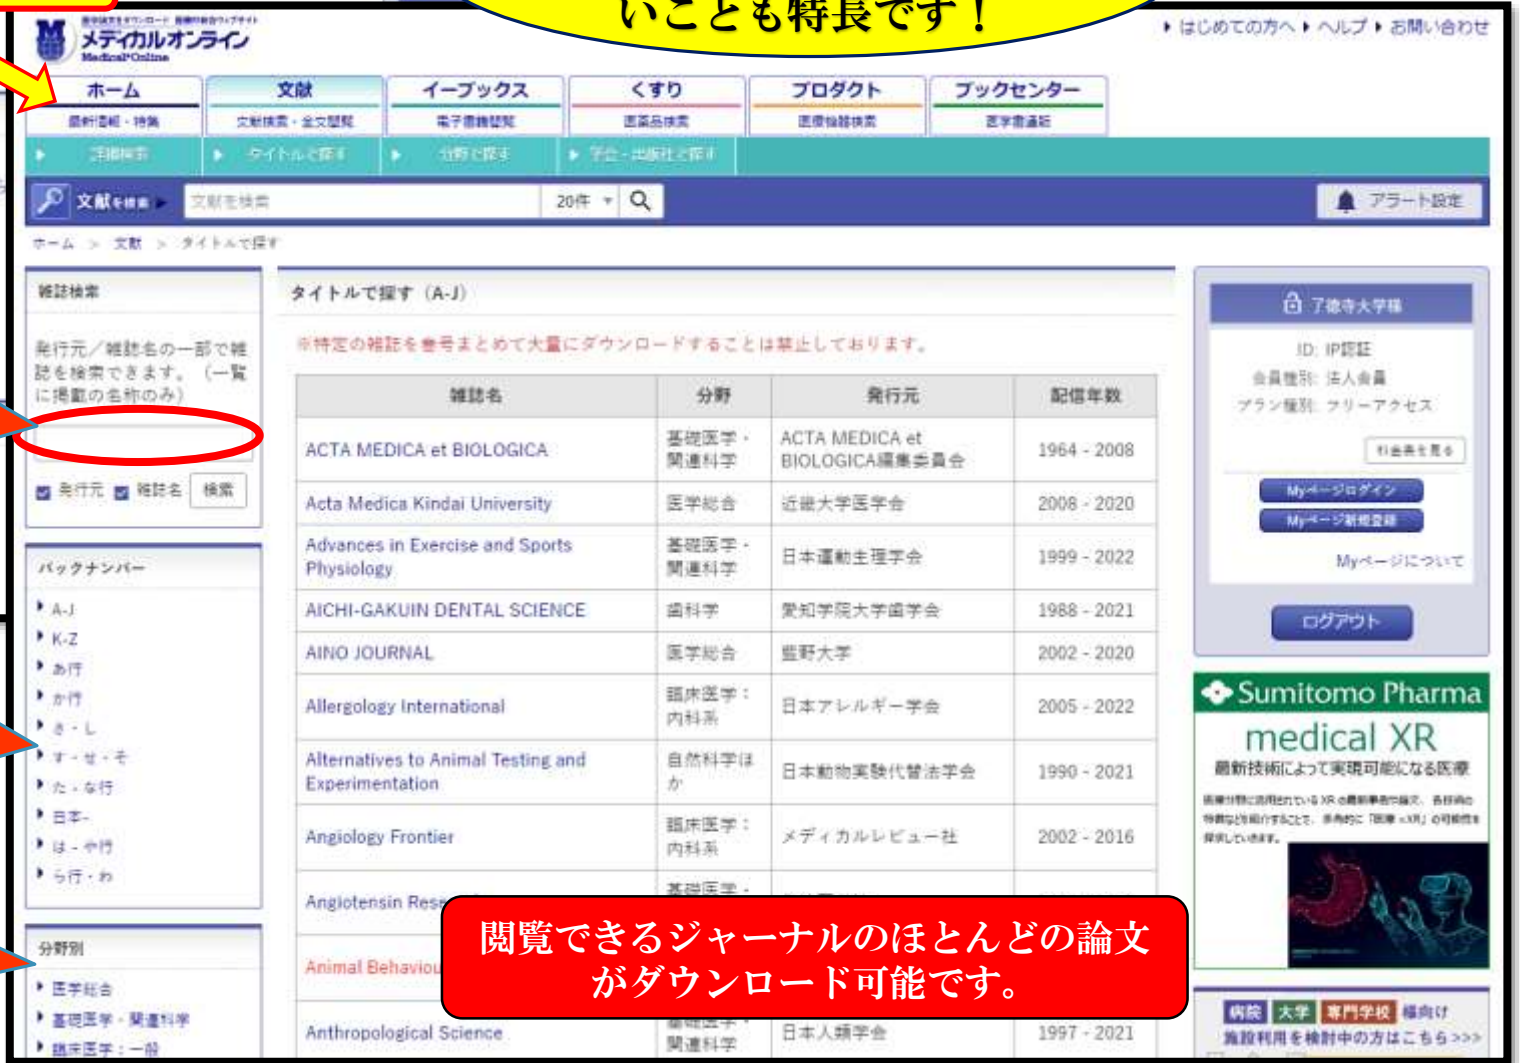 いことも特長です！
メディカルオンライン
Medical*Online
はじめての方へ ヘルプ お問い合わせ
ホーム 文献 イーブックス くすり プロダクト ブックセンター
最新情報・特集 文献検索・全文閲覧 電子書籍閲覧 医薬品検索 医療機器検索 医学書通販
詳細検索 タイトルで探す 分野で探す 学会・出版社で探す
文献を検索 文献を検索 20件 アラート設定
ホーム > 文献 > タイトルで探す
雑誌検索
発行元／雑誌名の一部で雑
誌を検索できます。（一覧
に掲載の名称のみ）
発行元 雑誌名 検索
バックナンバー
A-J
K-Z
あ行
か行
さ・し
す・せ・そ
た・な行
日本-
は・や行
ら行・わ
分野別
医学総合
基礎医学・関連科学
臨床医学：一般
タイトルで探す（A-J）
※特定の雑誌を巻号まとめて大量にダウンロードすることは禁止しております。
雑誌名 分野 発行元 配信年数
ACTA MEDICA et BIOLOGICA 基礎医学・関連科学 ACTA MEDICA et BIOLOGICA編集委員会 1964 - 2008
Acta Medica Kindai University 医学総合 近畿大学医学会 2008 - 2020
Advances in Exercise and Sports Physiology 基礎医学・関連科学 日本運動生理学会 1999 - 2022
AICHI-GAKUIN DENTAL SCIENCE 歯科学 愛知学院大学歯学会 1988 - 2021
AINO JOURNAL 医学総合 藍野大学 2002 - 2020
Allergology International 臨床医学：内科系 日本アレルギー学会 2005 - 2022
Alternatives to Animal Testing and Experimentation 自然科学ほか 日本動物実験代替法学会 1990 - 2021
Angiology Frontier 臨床医学：内科系 メディカルレビュー社 2002 - 2016
Angiotensin Rese 基礎医学・
Animal Behaviou
Anthropological Science 基礎医学・関連科学 日本人類学会 1997 - 2021
閲覧できるジャーナルのほとんどの論文
がダウンロード可能です。
了徳寺大学様
ID: IP認証
会員種別: 法人会員
プラン種別: フリーアクセス
料金表を見る
Myページログイン
Myページ新規登録
Myページについて
ログアウト
Sumitomo Pharma
medical XR
最新技術によって実現可能になる医療
病院 大学 専門学校 様向け
施設利用を検討中の方はこちら>>>